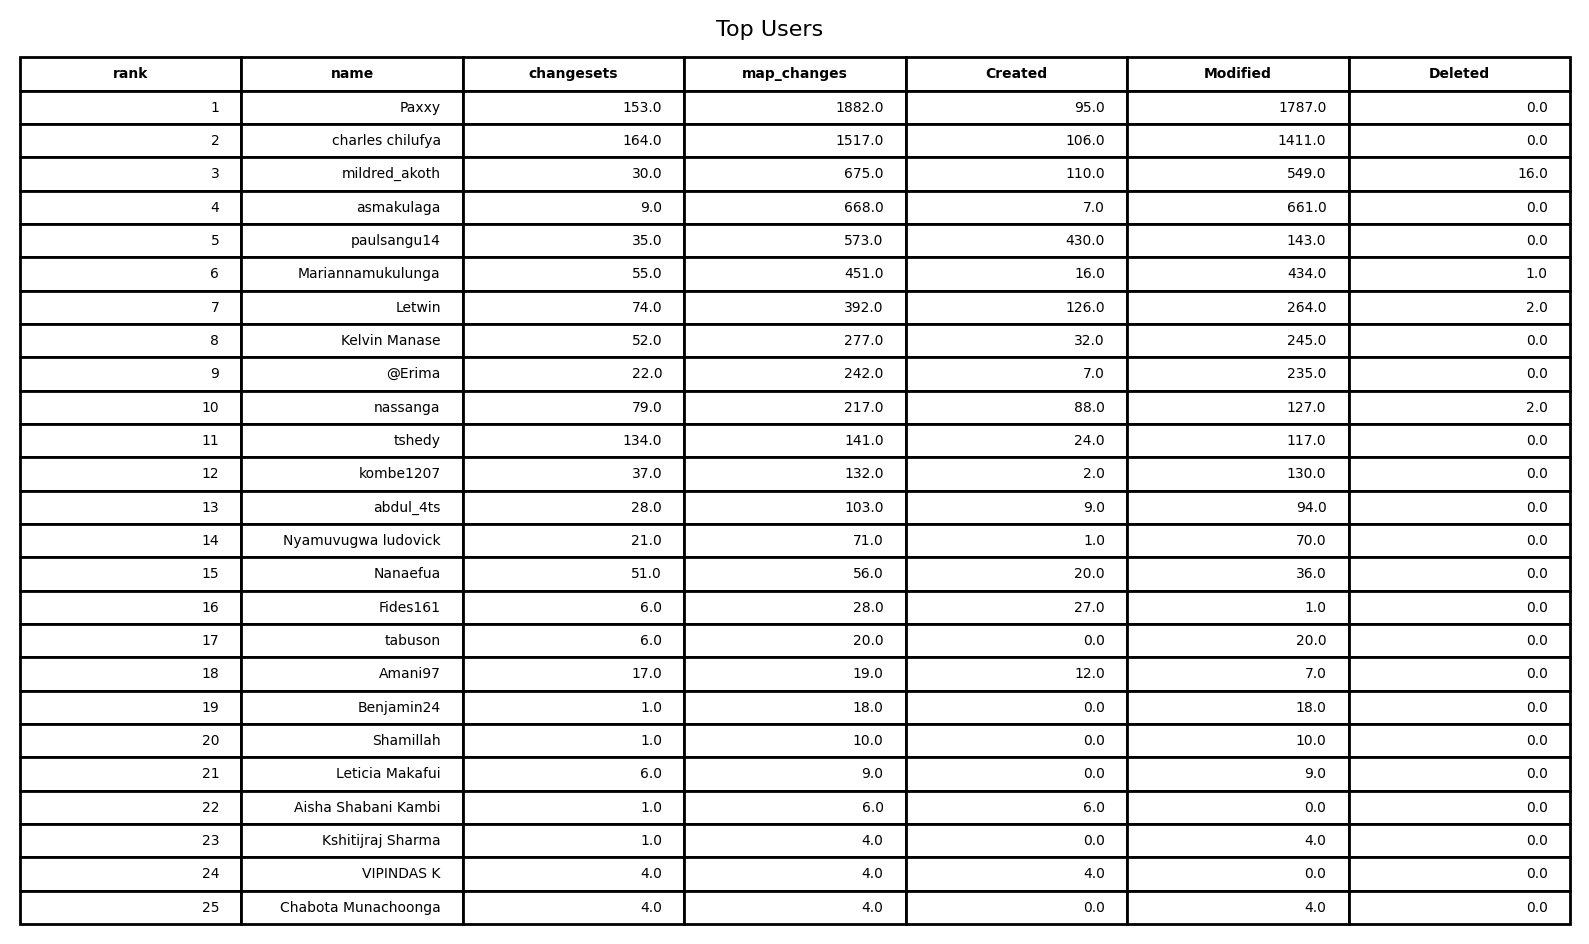 Top Users
rank name changesets map_changes Created Modified Deleted
1 Paxxy 153.0 1882.0 95.0 1787.0 0.0
2 charles chilufya 164.0 1517.0 106.0 1411.0 0.0
3 mildred_akoth 30.0 675.0 110.0 549.0 16.0
4 asmakulaga 9.0 668.0 7.0 661.0 0.0
5 paulsangu14 35.0 573.0 430.0 143.0 0.0
6 Mariannamukulunga 55.0 451.0 16.0 434.0 1.0
7 Letwin 74.0 392.0 126.0 264.0 2.0
8 Kelvin Manase 52.0 277.0 32.0 245.0 0.0
9 @Erima 22.0 242.0 7.0 235.0 0.0
10 nassanga 79.0 217.0 88.0 127.0 2.0
11 tshedy 134.0 141.0 24.0 117.0 0.0
12 kombe1207 37.0 132.0 2.0 130.0 0.0
13 abdul_4ts 28.0 103.0 9.0 94.0 0.0
14 Nyamuvugwa ludovick 21.0 71.0 1.0 70.0 0.0
15 Nanaefua 51.0 56.0 20.0 36.0 0.0
16 Fides161 6.0 28.0 27.0 1.0 0.0
17 tabuson 6.0 20.0 0.0 20.0 0.0
18 Amani97 17.0 19.0 12.0 7.0 0.0
19 Benjamin24 1.0 18.0 0.0 18.0 0.0
20 Shamillah 1.0 10.0 0.0 10.0 0.0
21 Leticia Makafui 6.0 9.0 0.0 9.0 0.0
22 Aisha Shabani Kambi 1.0 6.0 6.0 0.0 0.0
23 Kshitijraj Sharma 1.0 4.0 0.0 4.0 0.0
24 VIPINDAS K 4.0 4.0 4.0 0.0 0.0
25 Chabota Munachoonga 4.0 4.0 0.0 4.0 0.0